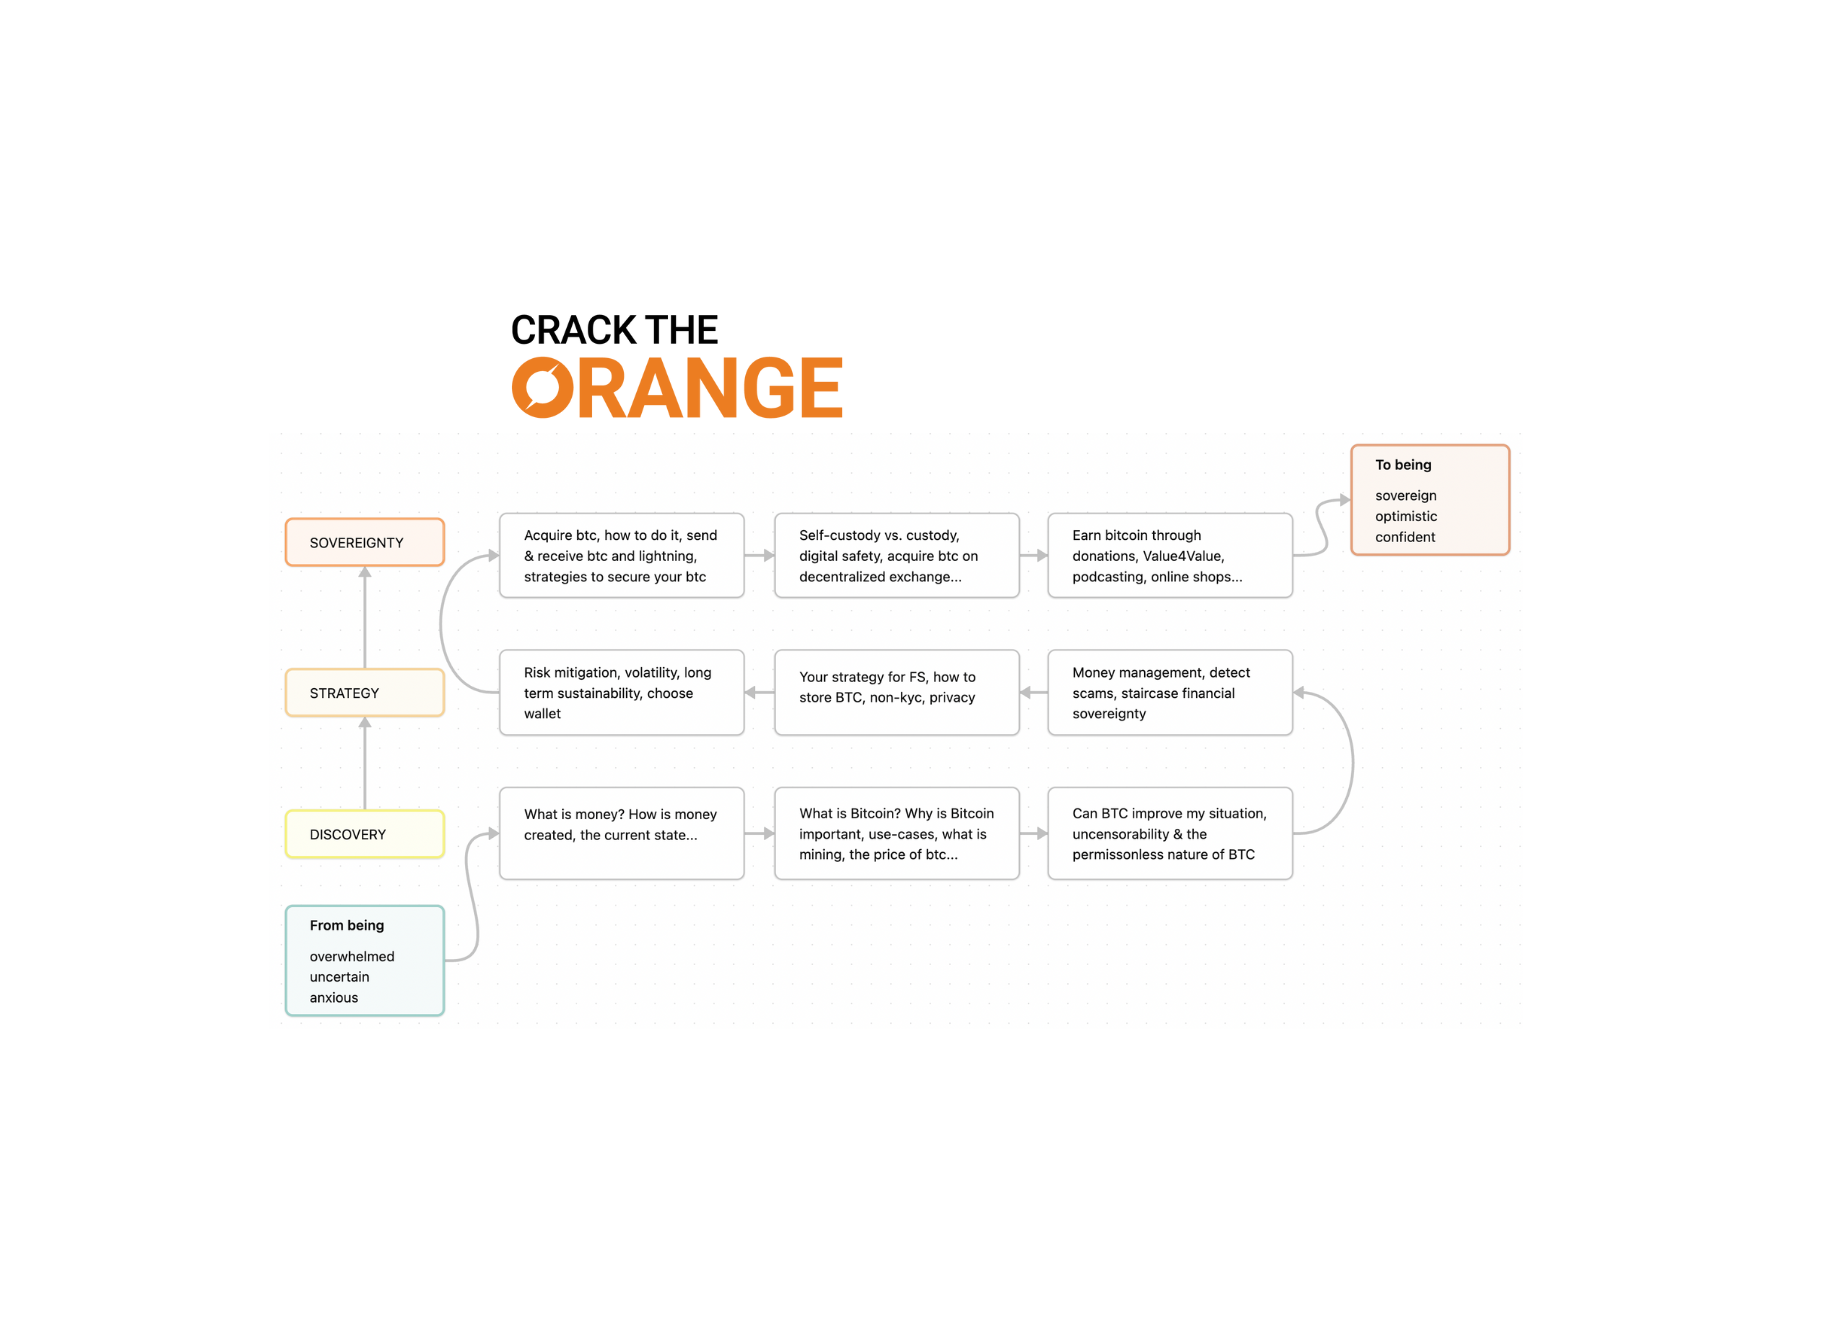 CRACK THE
ORANGE
To being
sovereign
optimistic
confident
SOVEREIGNTY
Acquire btc, how to do it, send
& receive btc and lightning,
strategies to secure your btc
Self-custody vs. custody,
digital safety, acquire btc on
decentralized exchange...
Earn bitcoin through
donations, Value4Value,
podcasting, online shops...
STRATEGY
Risk mitigation, volatility, long
term sustainability, choose
wallet
Your strategy for FS, how to
store BTC, non-kyc, privacy
Money management, detect
scams, staircase financial
sovereignty
DISCOVERY
What is money? How is money
created, the current state...
What is Bitcoin? Why is Bitcoin
important, use-cases, what is
mining, the price of btc...
Can BTC improve my situation,
uncensorability & the
permissonless nature of BTC
From being
overwhelmed
uncertain
anxious